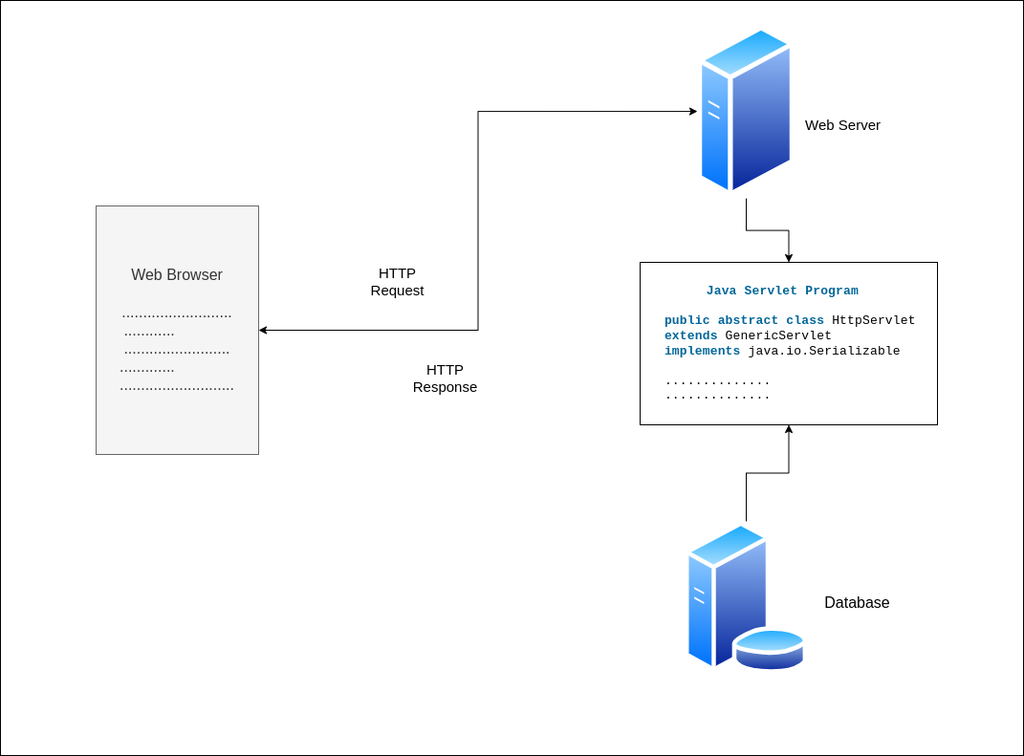 Web Server
Web Browser
...........................
............
..........................
.............
............................
HTTP
Request
HTTP
Response
Java Servlet Program
public abstract class HttpServlet
extends GenericServlet
implements java.io.Serializable
..............
..............
Database